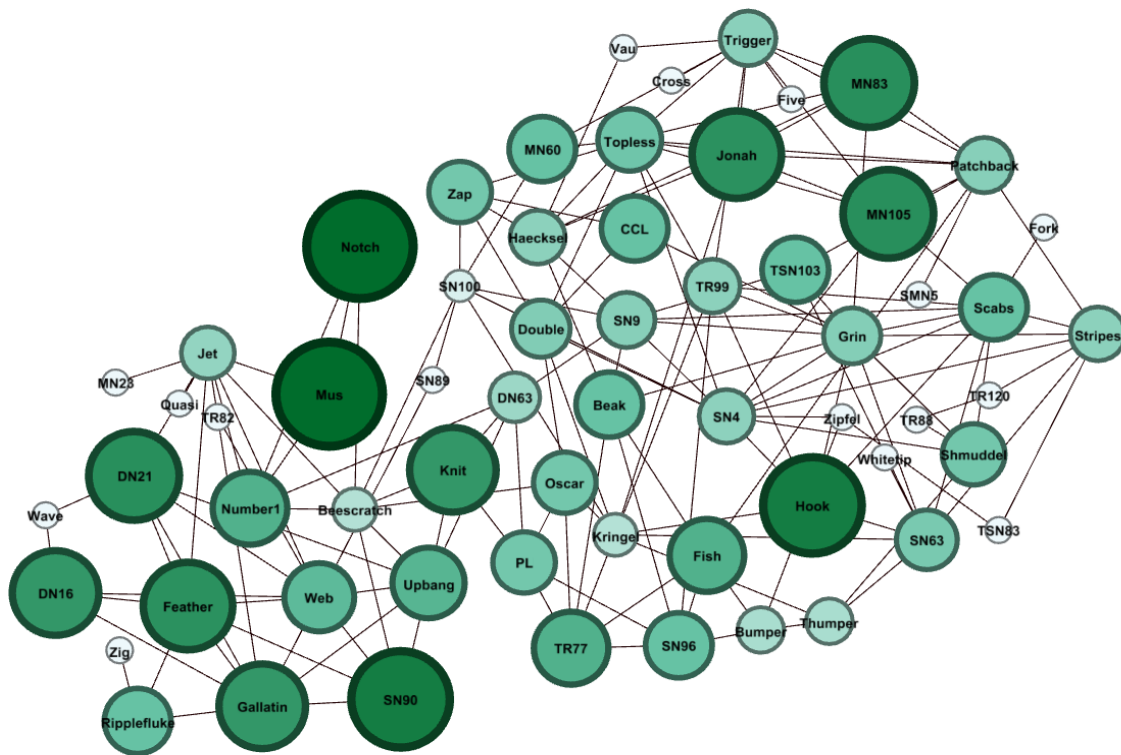 Trigger
Vau
Cross
MN83
Five
MN60
Topless
Jonah
Patchback
Zap
MN105
Fork
CCL
Haecksel
Notch
TSN103
SN100
TR99
SMN5
Scabs
SN9
Double
Grin
Stripes
Jet
MN23
SN89
Mus
DN63
TR120
Quasi
Beak
TR82
SN4
Zipfel
TR88
Shmuddel
Whitetip
DN21
Knit
Oscar
Number1
Hook
Beescratch
Wave
TSN83
Kringel
SN63
Fish
PL
Upbang
DN16
Feather
Web
Thumper
Bumper
Zig
TR77
SN96
SN90
Gallatin
Ripplefluke